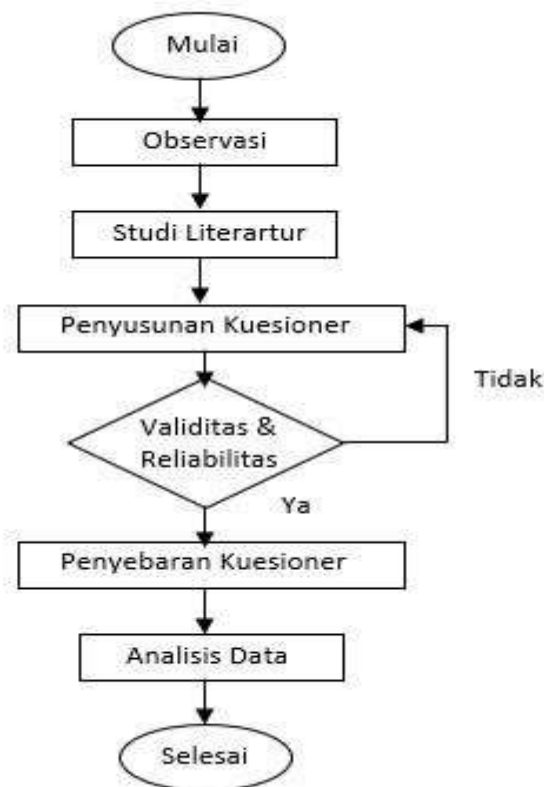 Mulai
Observasi
Studi Literartur
Penyusunan Kuesioner
Tidak
Validitas &
Reliabilitas
Ya
Penyebaran Kuesioner
Analisis Data
Selesai